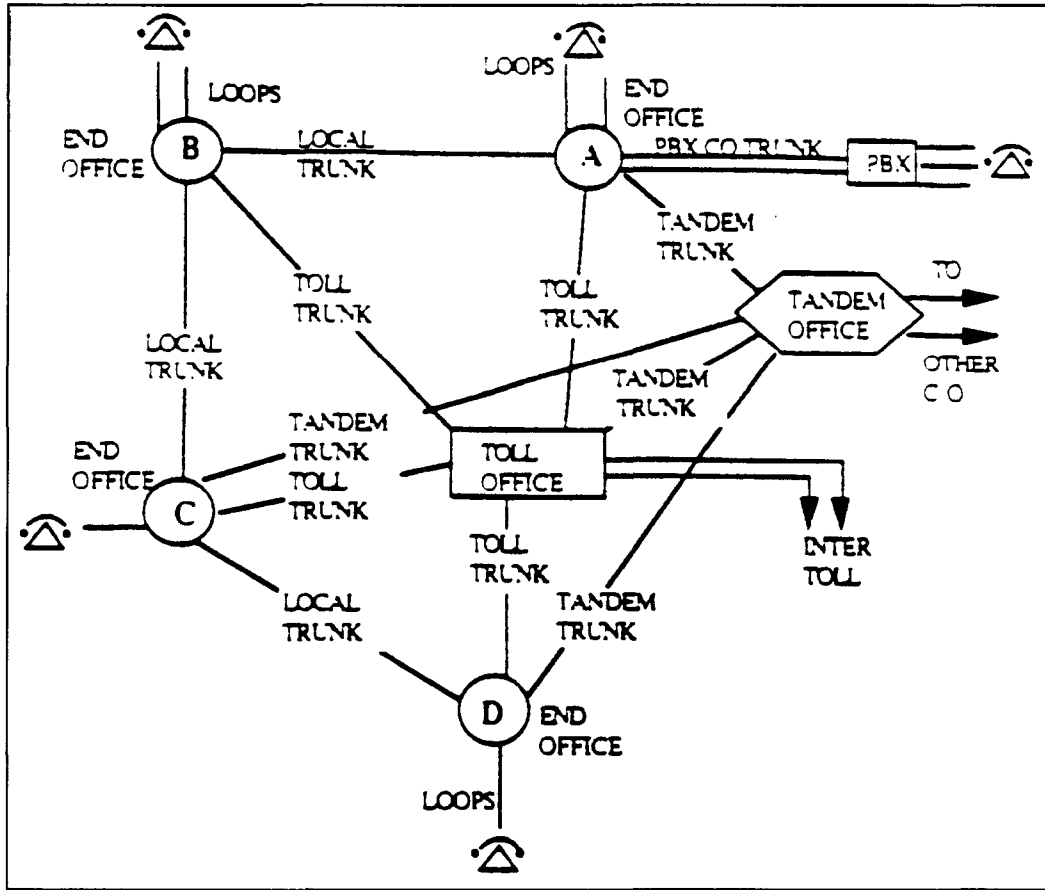 LOOPS
LOOPS
END
OFFICE
END
OFFICE
B
LOCAL
TRUNK
A
PBX CO TRUNK
PBX
TANDEM
TRUNK
TO
TANDEM
OFFICE
OTHER
C O
TOLL
TRUNK
TOLL
TRUNK
LOCAL
TRUNK
TANDEM
TRUNK
TANDEM
TRUNK
END
OFFICE
TOLL
TRUNK
TOLL
OFFICE
C
TOLL
TRUNK
INTER
TOLL
LOCAL
TRUNK
TANDEM
TRUNK
D
END
OFFICE
LOOPS